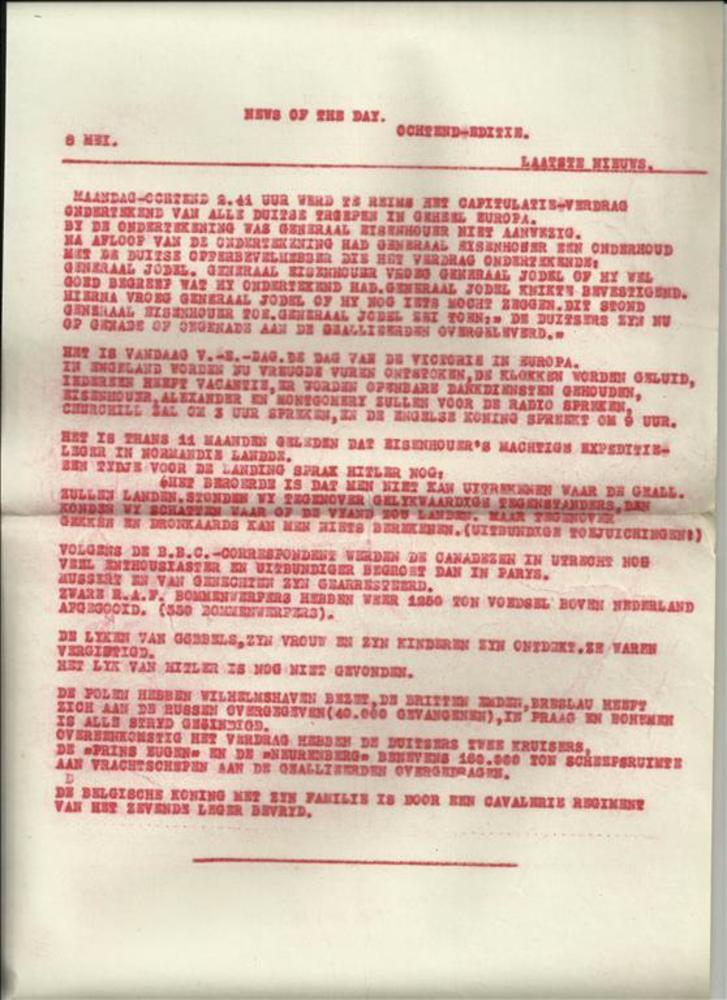 NEWS OF THE DAY.
OCHTEND-EDITIE.
8 MEI.
LAATSTE NIEUWS.
MAANDAG-OCHTEND 2.41 UUR WERD TE REIMS HET CAPITULATIE-VERDRAG
ONDERTEKEND VAN ALLE DUITSE TROEPEN IN GEHEEL EUROPA.
BY DE ONDERTEKENING WAS GENERAAL EISENHOUER NIET AANWEZIG.
NA AFLOOP VAN DE ONDERTEKENING HAD GENERAAL EISENHOUER EEN ONDERHOUD
MET DE DUITSE OPPERBEVELHEBBER DIE HET VERDRAG ONDERTEKENDE;
GENERAAL JODEL. GENERAAL EISENHOUER VROEG GENERAAL JODEL OF HY WEL
GOED BEGREEP WAT HY ONDERTEKEND HAD.GENERAAL JODEL KNIKTE BEVESTIGEND.
HIERNA VROEG GENERAAL JODEL OF HY NOG IETS MOCHT ZEGGEN.DIT STOND
GENERAAL EISENHOUER TOE.GENERAAL JODEL ZEI TOEN;" DE DUITSERS ZYN NU
OP GENADE OF ONGENADE AAN DE GEALLIEERDEN OVERGELEVERD."
HET IS VANDAAG V.-E.-DAG.DE DAG VAN DE VICTORIE IN EUROPA.
IN ENGELAND WORDEN NU VREUGDE VUREN ONTSTOKEN,DE KLOKKEN WORDEN GELUID,
IEDEREEN HEEFT VACANTIE,ER WORDEN OPENBARE DANKDIENSTEN GEHOUDEN,
EISENHOUER,ALEXANDER EN MONTGOMERY ZULLEN VOOR DE RADIO SPREKEN,
CHURCHILL ZAL OM 3 UUR SPREKEN,EN DE ENGELSE KONING SPREEKT OM 9 UUR.
HET IS THANS 11 MAANDEN GELEDEN DAT EISENHOUER'S MACHTIGE EXPEDITIE-
LEGER IN NORMANDIE LANDDE.
EEN TYDJE VOOR DE LANDING SPRAK HITLER NOG;
HET BEROERDE IS DAT MEN NIET KAN UITREKENEN WAAR DE GEALL.
ZULLEN LANDEN.STONDEN WY TEGENOVER GELYKWAARDIGE TEGENSTANDERS,DAN
KONDEN WY SCHATTEN WAAR OF DE VYAND ZOU LANDEN. MAAR TEGENOVER
GEKKEN EN DRONKAARDS KAN MEN NIETS BEREKENEN.(UITBUNDIGE TOEJUICHINGEN!)
VOLGENS DE B.B.C.-CORRESPONDENT WERDEN DE CANADEZEN IN UTRECHT NOG
VEEL ENTHOUSIASTER EN UITBUNDIGER BEGROET DAN IN PARYS.
MUSSERT EN VAN GENECHTEN ZYN GEARRESTEERD.
ZWARE R.A.F. BOMMENWERPERS HEBBEN WEER 1250 TON VOEDSEL BOVEN NEDERLAND
AFGEGOOID. (550 BOMMENWERPERS).
DE LYKEN VAN GOBBELS,ZYN VROUW EN ZYN KINDEREN ZYN ONTDEKT.ZE WAREN
VERGIFTIGD.
HET LYK VAN HITLER IS NOG NIET GEVONDEN.
DE POLEN HEBBEN WILHELMSHAVEN BEZET,DE BRITTEN EMDEN,BRESLAU HEEFT
ZICH AAN DE RUSSEN OVERGEGEVEN(40.000 GEVANGENEN),IN PRAAG EN BOHEMEN
IS ALLE STRYD GEEINDIGD.
OVEREENKOMSTIG HET VERDRAG HEBBEN DE DUITSERS TWEE KRUISERS,
DE "PRINS EUGEN" EN DE "NEURENBERG" BENEVENS 160.000 TON SCHEEPSRUIMTE
AAN VRACHTSCHEPEN AAN DE GEALLIEERDEN OVERGEDRAGEN.
D
DE BELGISCHE KONING MET ZYN FAMILIE IS DOOR EEN CAVALERIE REGIMENT
VAN HET ZEVENDE LEGER BEVRYD.